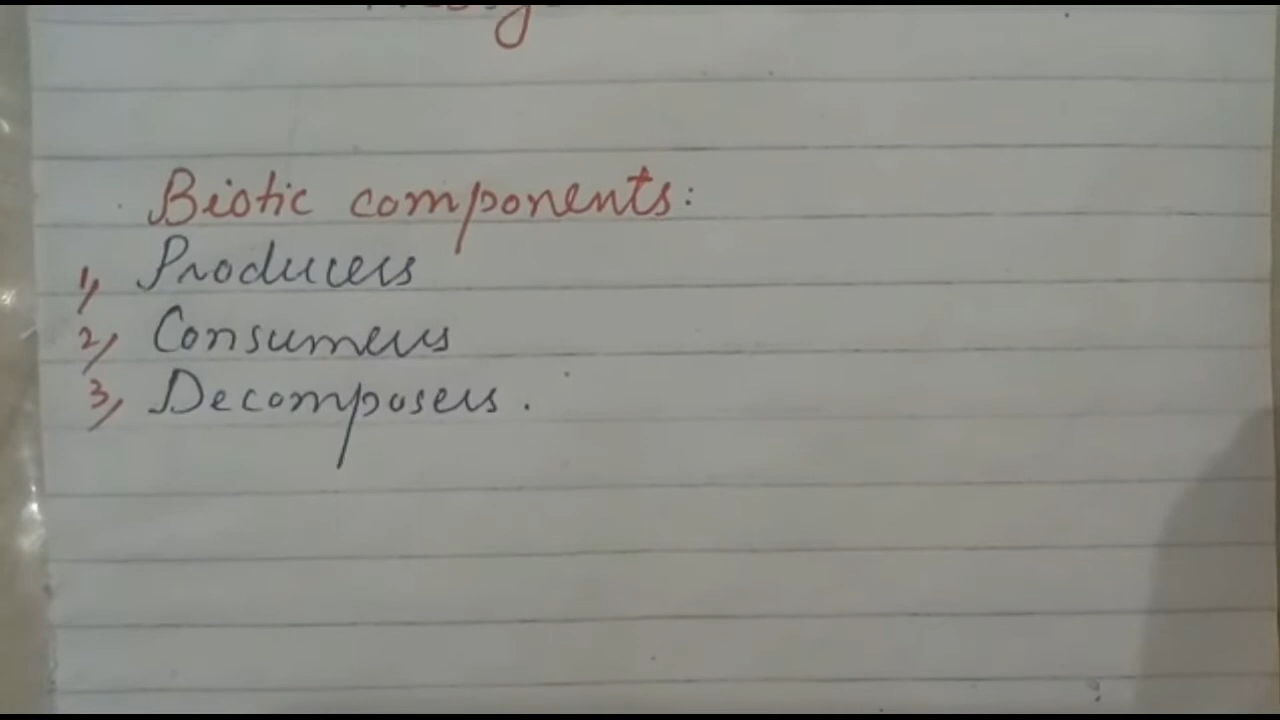 Biotic components:
1, Producers
2, Consumers
3, Decomposers.